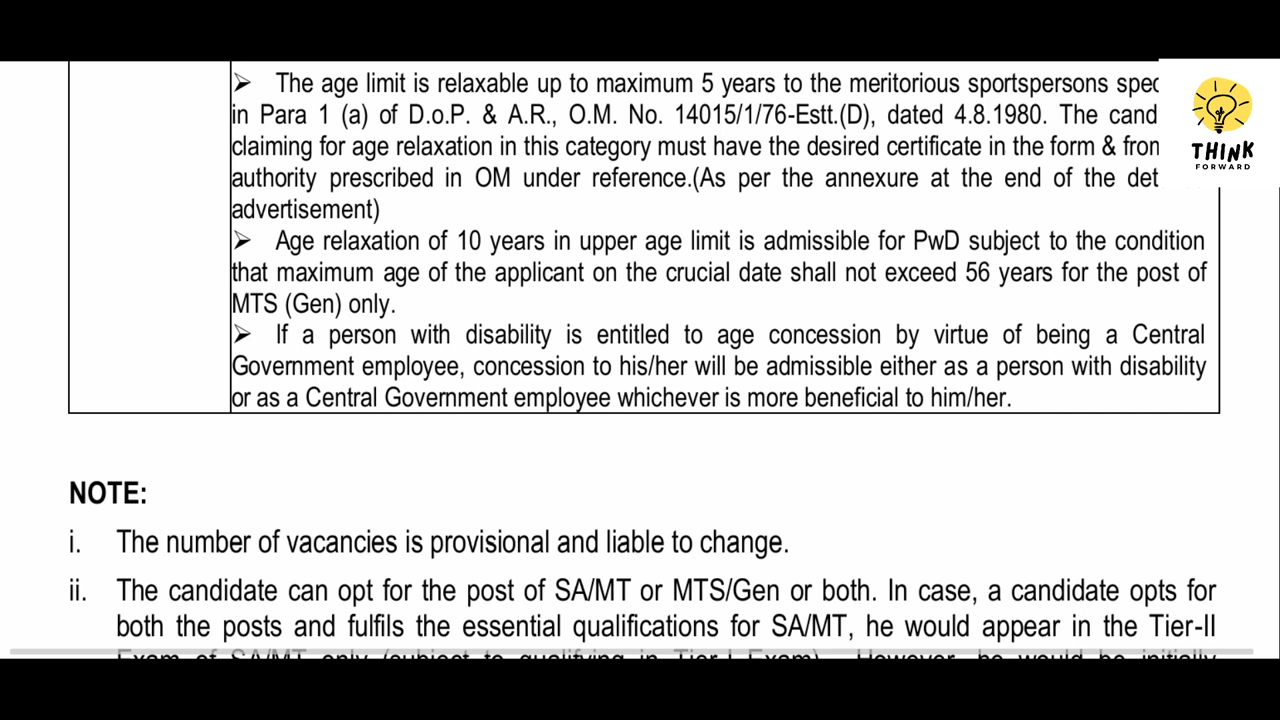 ➢ The age limit is relaxable up to maximum 5 years to the meritorious sportspersons
in Para 1 (a) of D.o.P. & A.R., O.M. No. 14015/1/76-Estt.(D), dated 4.8.1980. The
claiming for age relaxation in this category must have the desired certificate in the form &
authority prescribed in OM under reference.(As per the annexure at the end of the
advertisement)
➢ Age relaxation of 10 years in upper age limit is admissible for PwD subject to the condition
that maximum age of the applicant on the crucial date shall not exceed 56 years for the post of
MTS (Gen) only.
➢ If a person with disability is entitled to age concession by virtue of being a Central
Government employee, concession to his/her will be admissible either as a person with disability
or as a Central Government employee whichever is more beneficial to him/her.
THINK
FORWARD
NOTE:
i. The number of vacancies is provisional and liable to change.
ii. The candidate can opt for the post of SA/MT or MTS/Gen or both. In case, a candidate opts for
both the posts and fulfils the essential qualifications for SA/MT, he would appear in the Tier-II